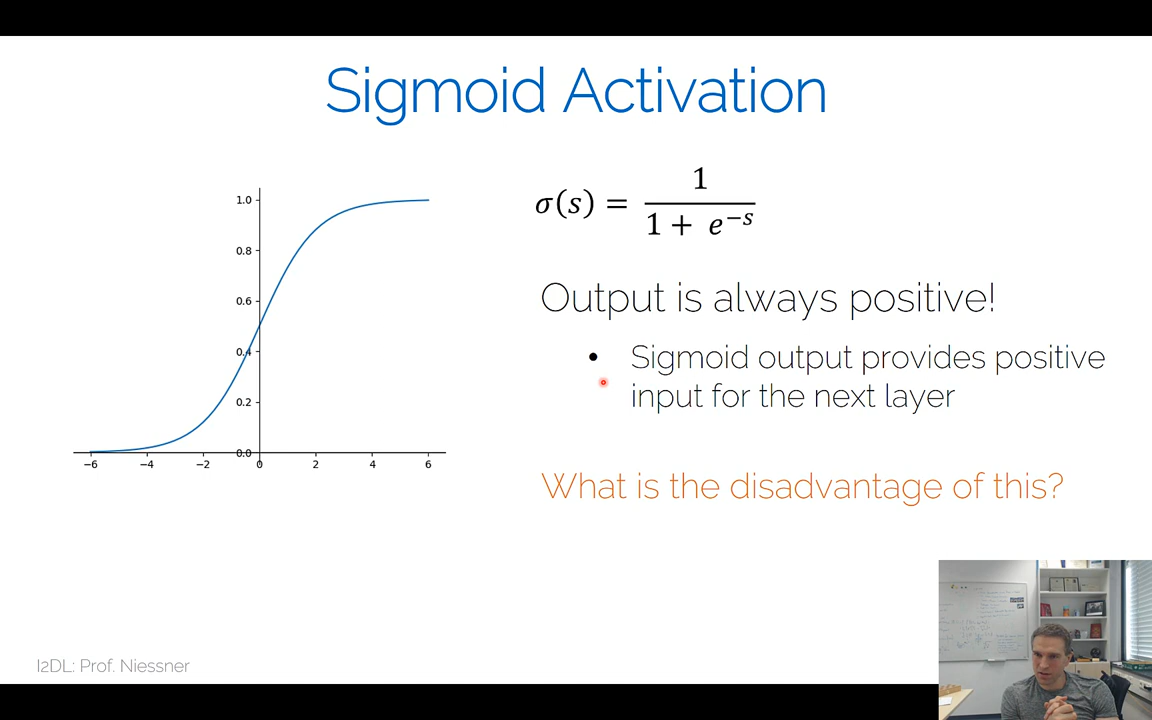 Sigmoid Activation
1.0
0.8
0.6
0.4
0.2
0.0
−6 −4 −2 0 2 4 6
σ(s) = 1 / (1 + e^{−s})
Output is always positive!
• Sigmoid output provides positive
input for the next layer
What is the disadvantage of this?
I2DL: Prof. Niessner